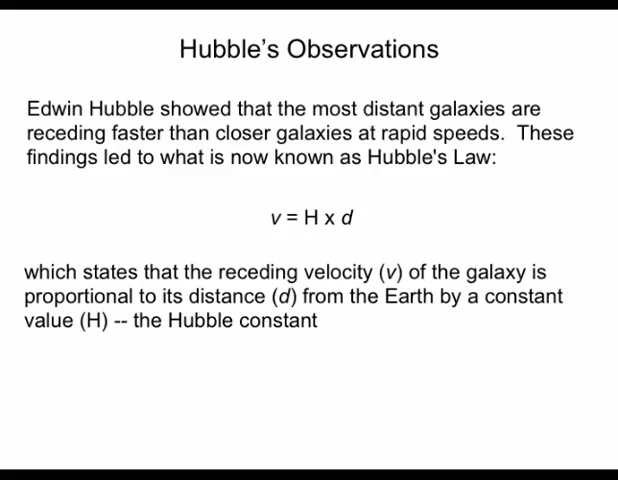 Hubble's Observations
Edwin Hubble showed that the most distant galaxies are
receding faster than closer galaxies at rapid speeds.  These
findings led to what is now known as Hubble's Law:
v = H x d
which states that the receding velocity (v) of the galaxy is
proportional to its distance (d) from the Earth by a constant
value (H) -- the Hubble constant